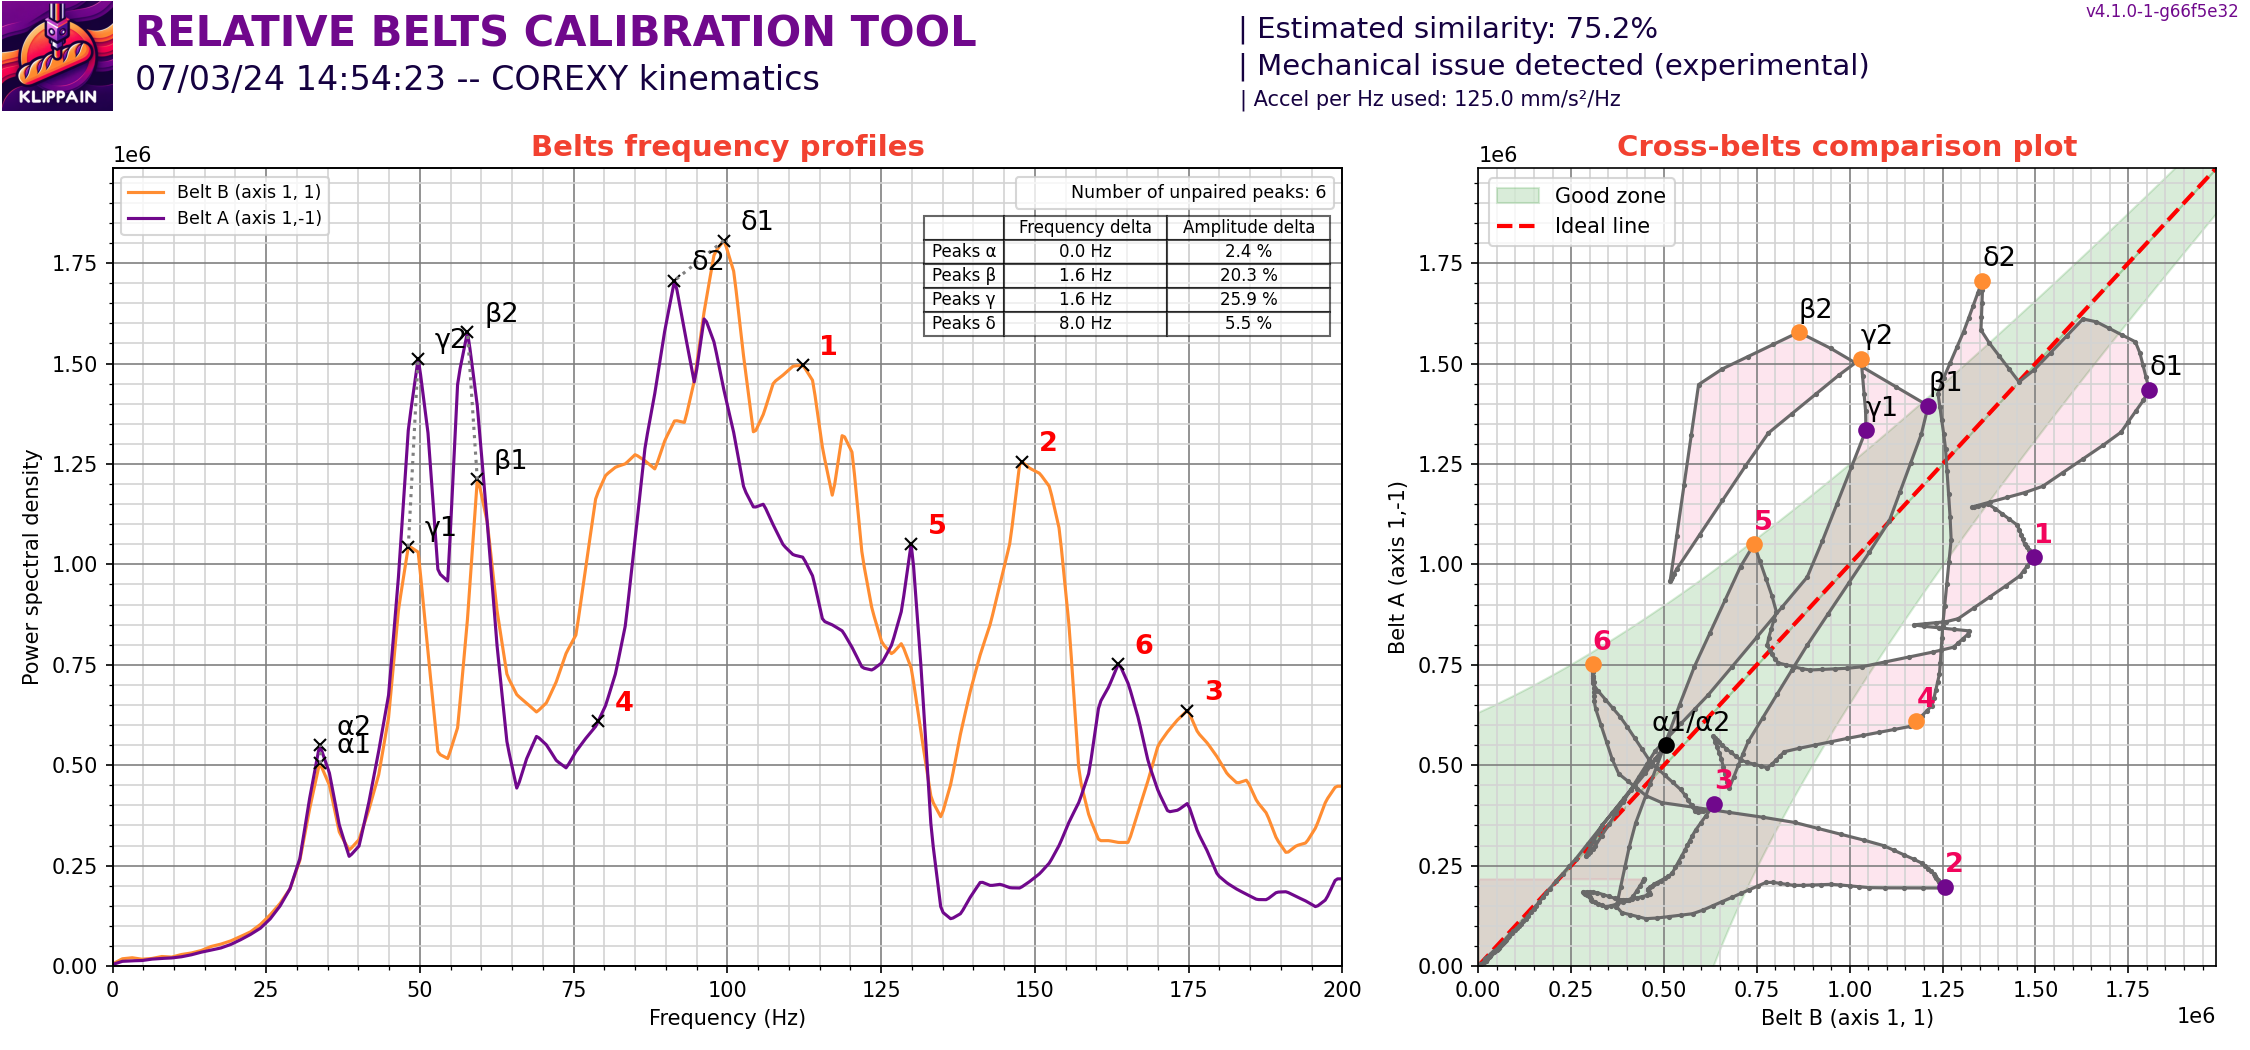 KLIPPAIN
RELATIVE BELTS CALIBRATION TOOL
07/03/24 14:54:23 -- COREXY kinematics
| Estimated similarity: 75.2%
| Mechanical issue detected (experimental)
| Accel per Hz used: 125.0 mm/s²/Hz
v4.1.0-1-g66f5e32
Belts frequency profiles
1e6
Belt B (axis 1, 1)
Belt A (axis 1,-1)
Number of unpaired peaks: 6
Frequency delta Amplitude delta
Peaks α 0.0 Hz 2.4 %
Peaks β 1.6 Hz 20.3 %
Peaks γ 1.6 Hz 25.9 %
Peaks δ 8.0 Hz 5.5 %
δ1
δ2
β2
γ2
1
β1
2
γ1
5
6
3
4
α2
α1
1.75
1.50
1.25
1.00
0.75
0.50
0.25
0.00
Power spectral density
0 25 50 75 100 125 150 175 200
Frequency (Hz)
Cross-belts comparison plot
1e6
Good zone
Ideal line
δ2
β2
γ2
δ1
β1
γ1
5
1
6
4
α1/α2
3
2
1.75
1.50
1.25
1.00
0.75
0.50
0.25
0.00
Belt A (axis 1,-1)
0.00 0.25 0.50 0.75 1.00 1.25 1.50 1.75
Belt B (axis 1, 1)
1e6